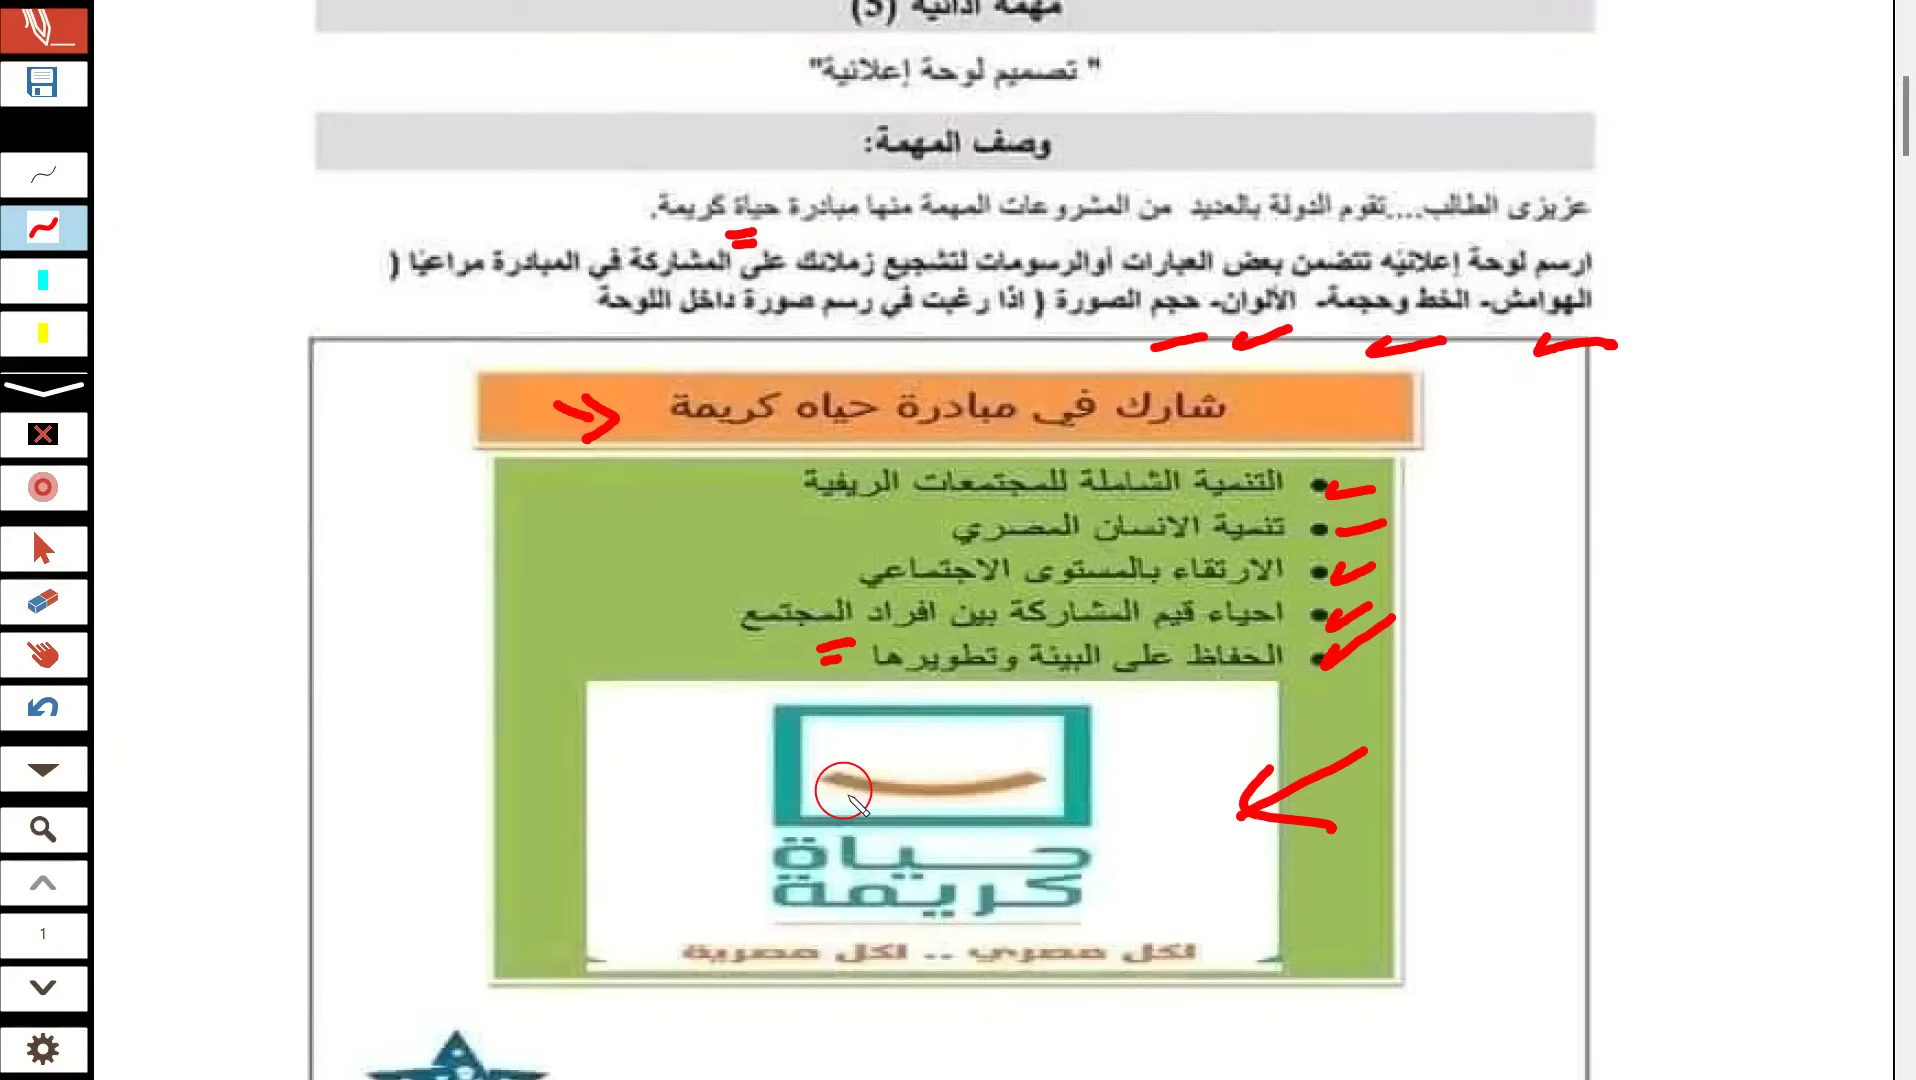 مهمة أدائية (5)
" تصميم لوحة إعلانية"
وصف المهمة:
عزيزى الطالب....تقوم الدولة بالعديد من المشروعات المهمة منها مبادرة حياة كريمة.
ارسم لوحة إعلانيه تتضمن بعض العبارات أوالرسومات لتشجيع زملائك على المشاركة في المبادرة مراعيًا (
الهوامش- الخط وحجمة- الألوان- حجم الصورة ( اذا رغبت في رسم صورة داخل اللوحة
شارك في مبادرة حياه كريمة
• التنمية الشاملة للمجتمعات الريفية
• تنمية الانسان المصري
• الارتقاء بالمستوى الاجتماعي
• احياء قيم المشاركة بين افراد المجتمع
• الحفاظ على البيئة وتطويرها
حياة
كريمة
لكل مصري .. لكل مصرية
1